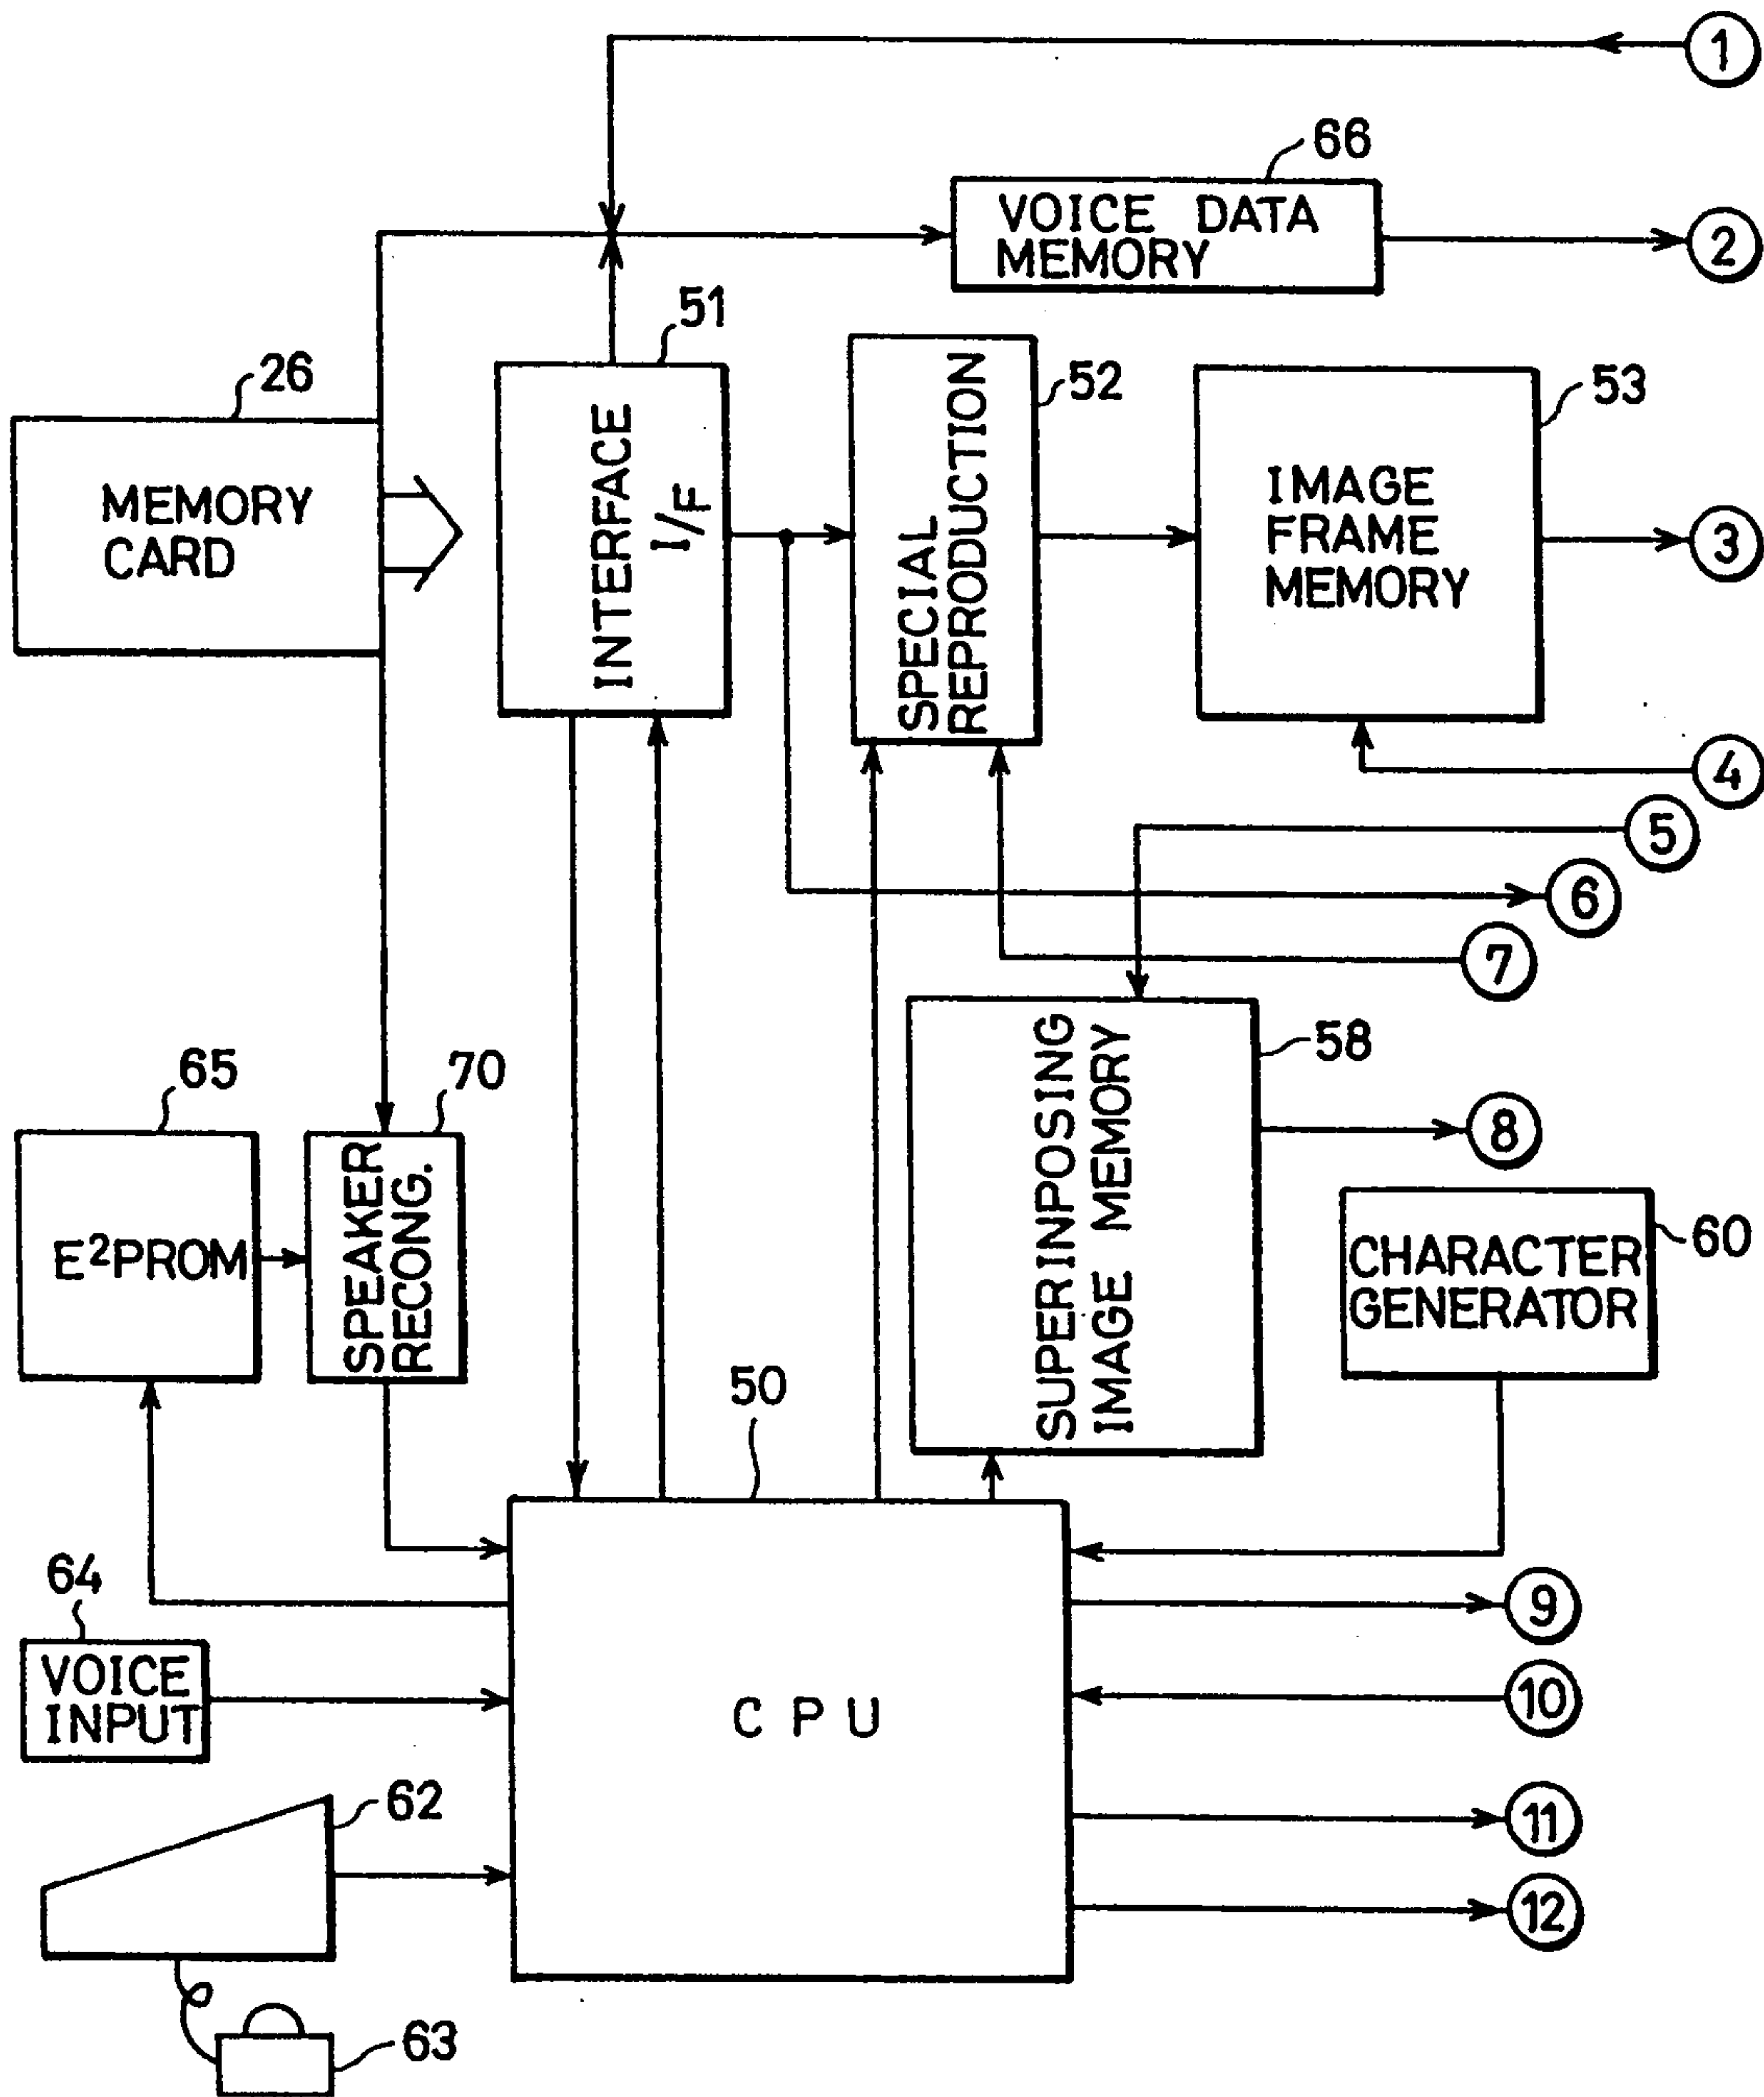 1
66
VOICE DATA
MEMORY
2
51
26
52
53
MEMORY
CARD
INTERFACE
I/F
SPECIAL
REPRODUCTION
IMAGE
FRAME
MEMORY
3
4
5
6
7
65
70
58
SUPERINPOSING
IMAGE MEMORY
8
E²PROM
SPEAKER
RECONG.
60
CHARACTER
GENERATOR
50
64
VOICE
INPUT
CPU
9
10
62
11
12
63